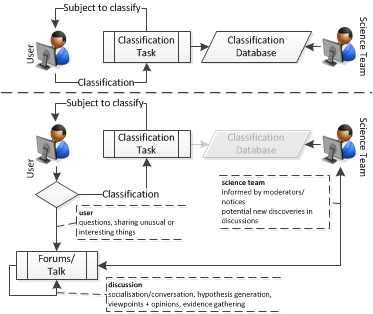 Subject to classify
User
Classification
Task
Classification
Database
Science Team
Classification
Subject to classify
User
Classification
Task
Classification
Database
Science Team
Classification
user
questions, sharing unusual or
interesting things
science team
informed by moderators/
notices
potential new discoveries in
discussions
Forums/
Talk
discussion
socialisation/conversation, hypothesis generation,
viewpoints + opinions, evidence gathering